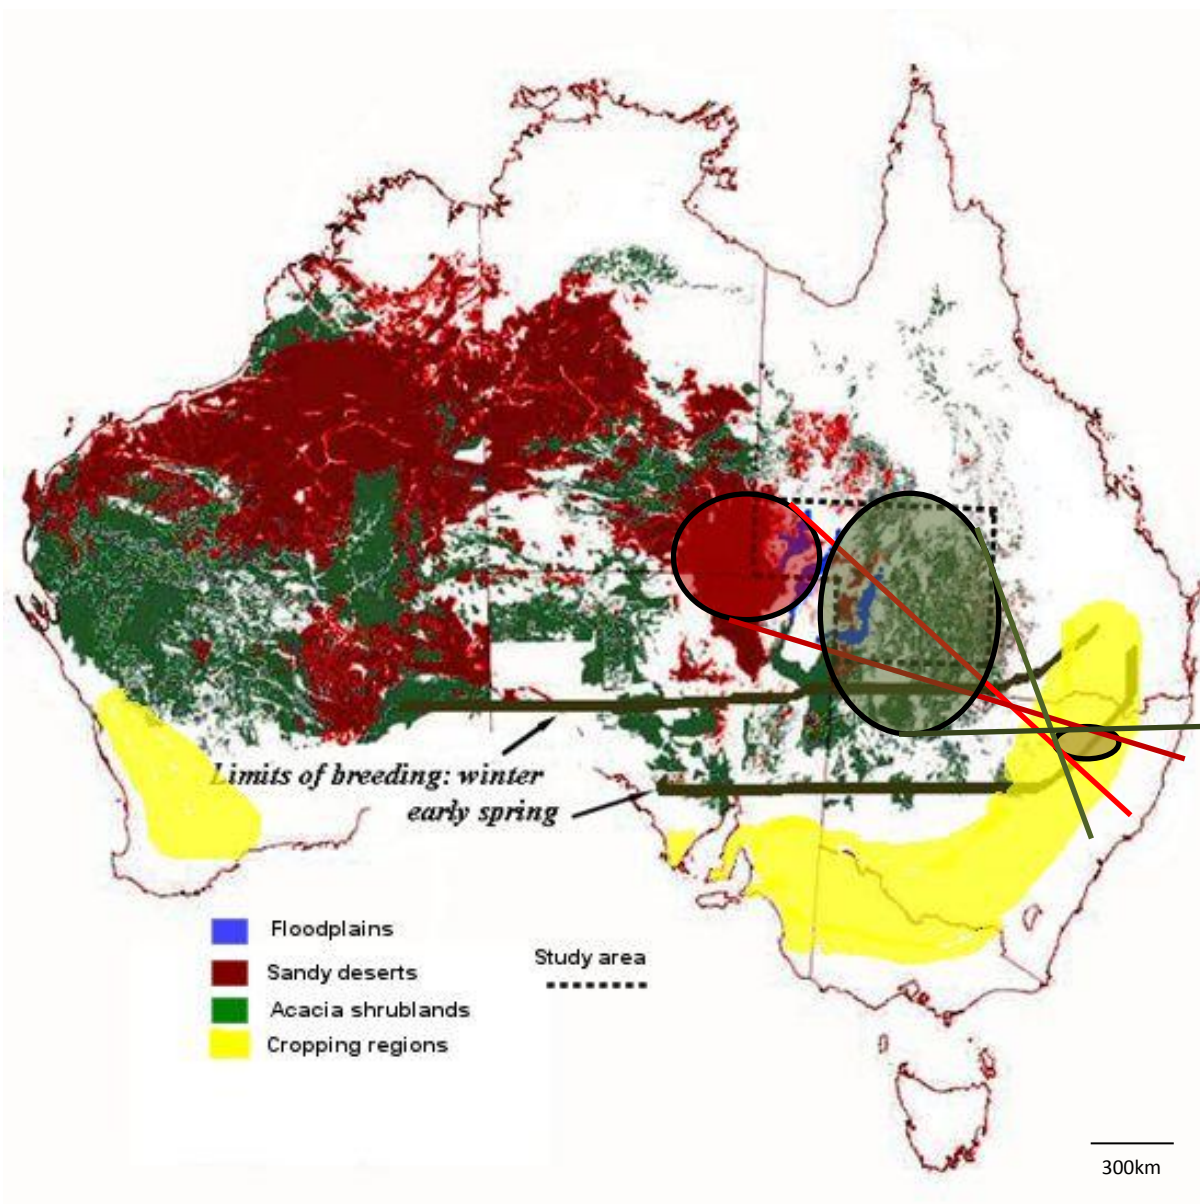 Limits of breeding: winter
early spring
Floodplains
Sandy deserts
Acacia shrublands
Cropping regions
Study area
300km